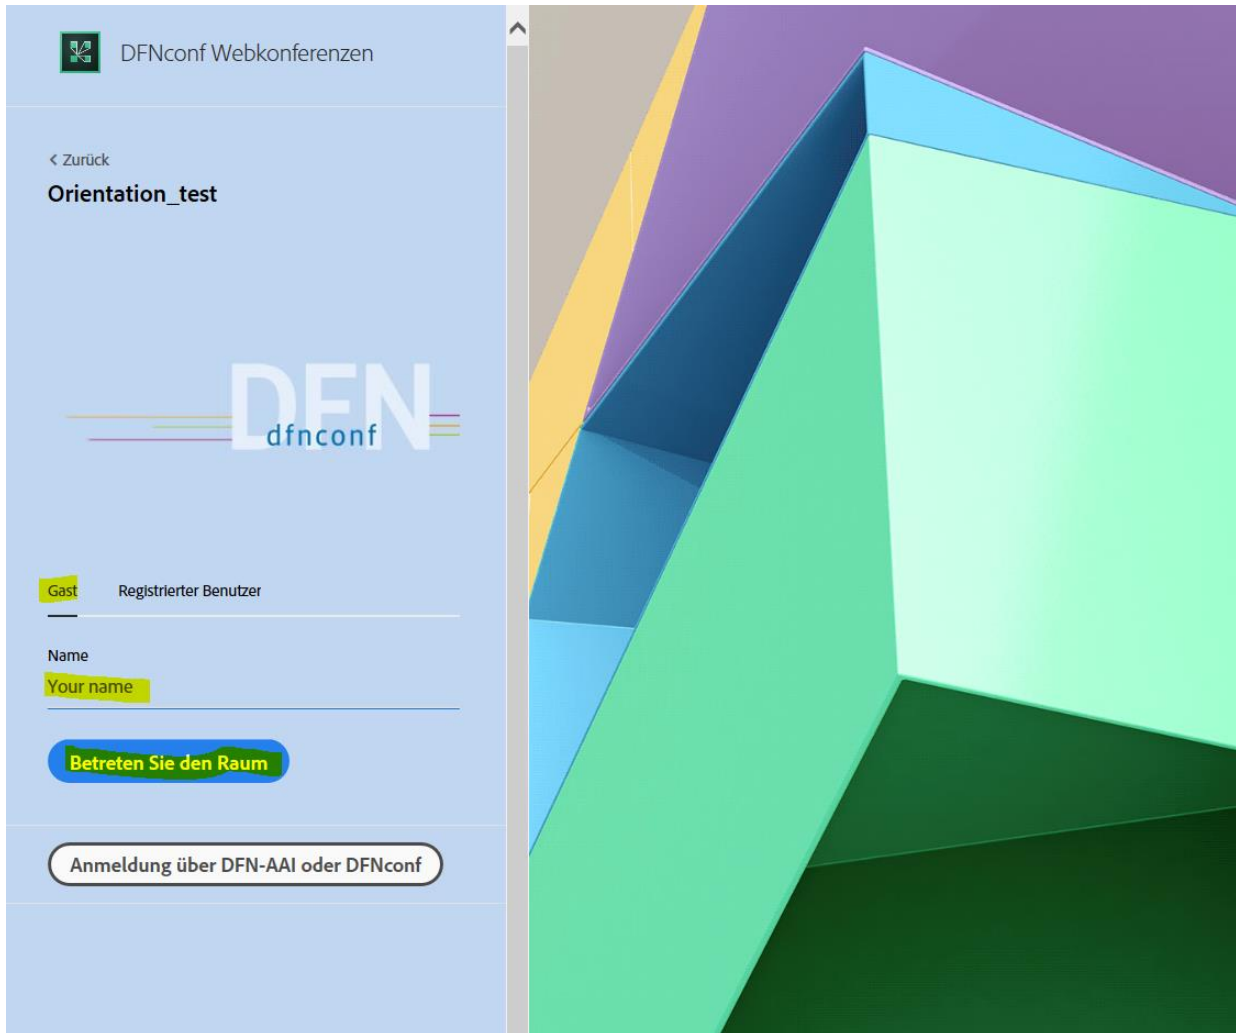 DFNconf Webkonferenzen
< Zurück
Orientation_test
DFN
dfnconf
Gast Registrierter Benutzer
Name
Your name
Betreten Sie den Raum
Anmeldung über DFN-AAI oder DFNconf